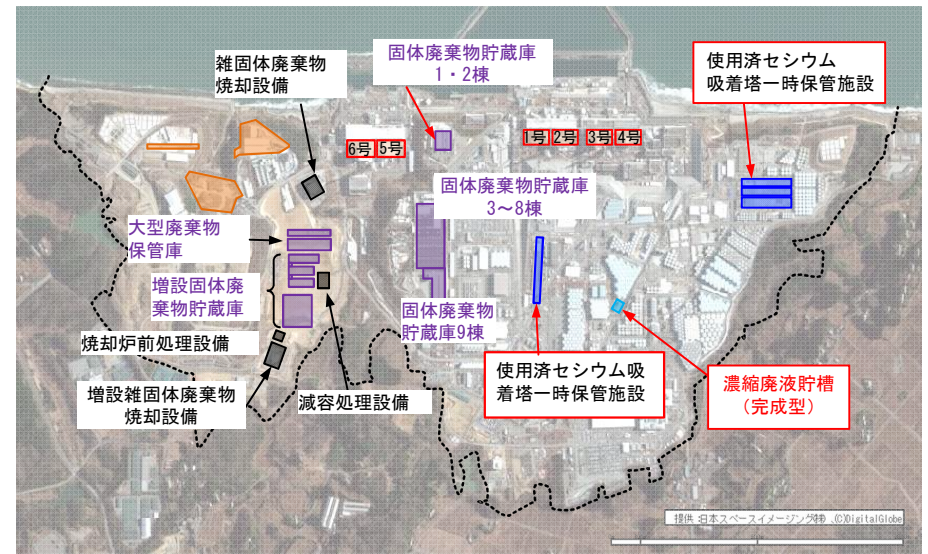 雑固体廃棄物
焼却設備
固体廃棄物貯蔵庫
1・2棟
使用済セシウム
吸着塔一時保管施設
6号
5号
1号
2号
3号
4号
固体廃棄物貯蔵庫
3～8棟
大型廃棄物
保管庫
増設固体廃
棄物貯蔵庫
固体廃棄物
貯蔵庫9棟
焼却炉前処理設備
使用済セシウム吸
着塔一時保管施設
濃縮廃液貯槽
（完成型）
増設雑固体廃棄物
焼却設備
減容処理設備
提供：日本スペースイメージング㈱、(C)DigitalGlobe